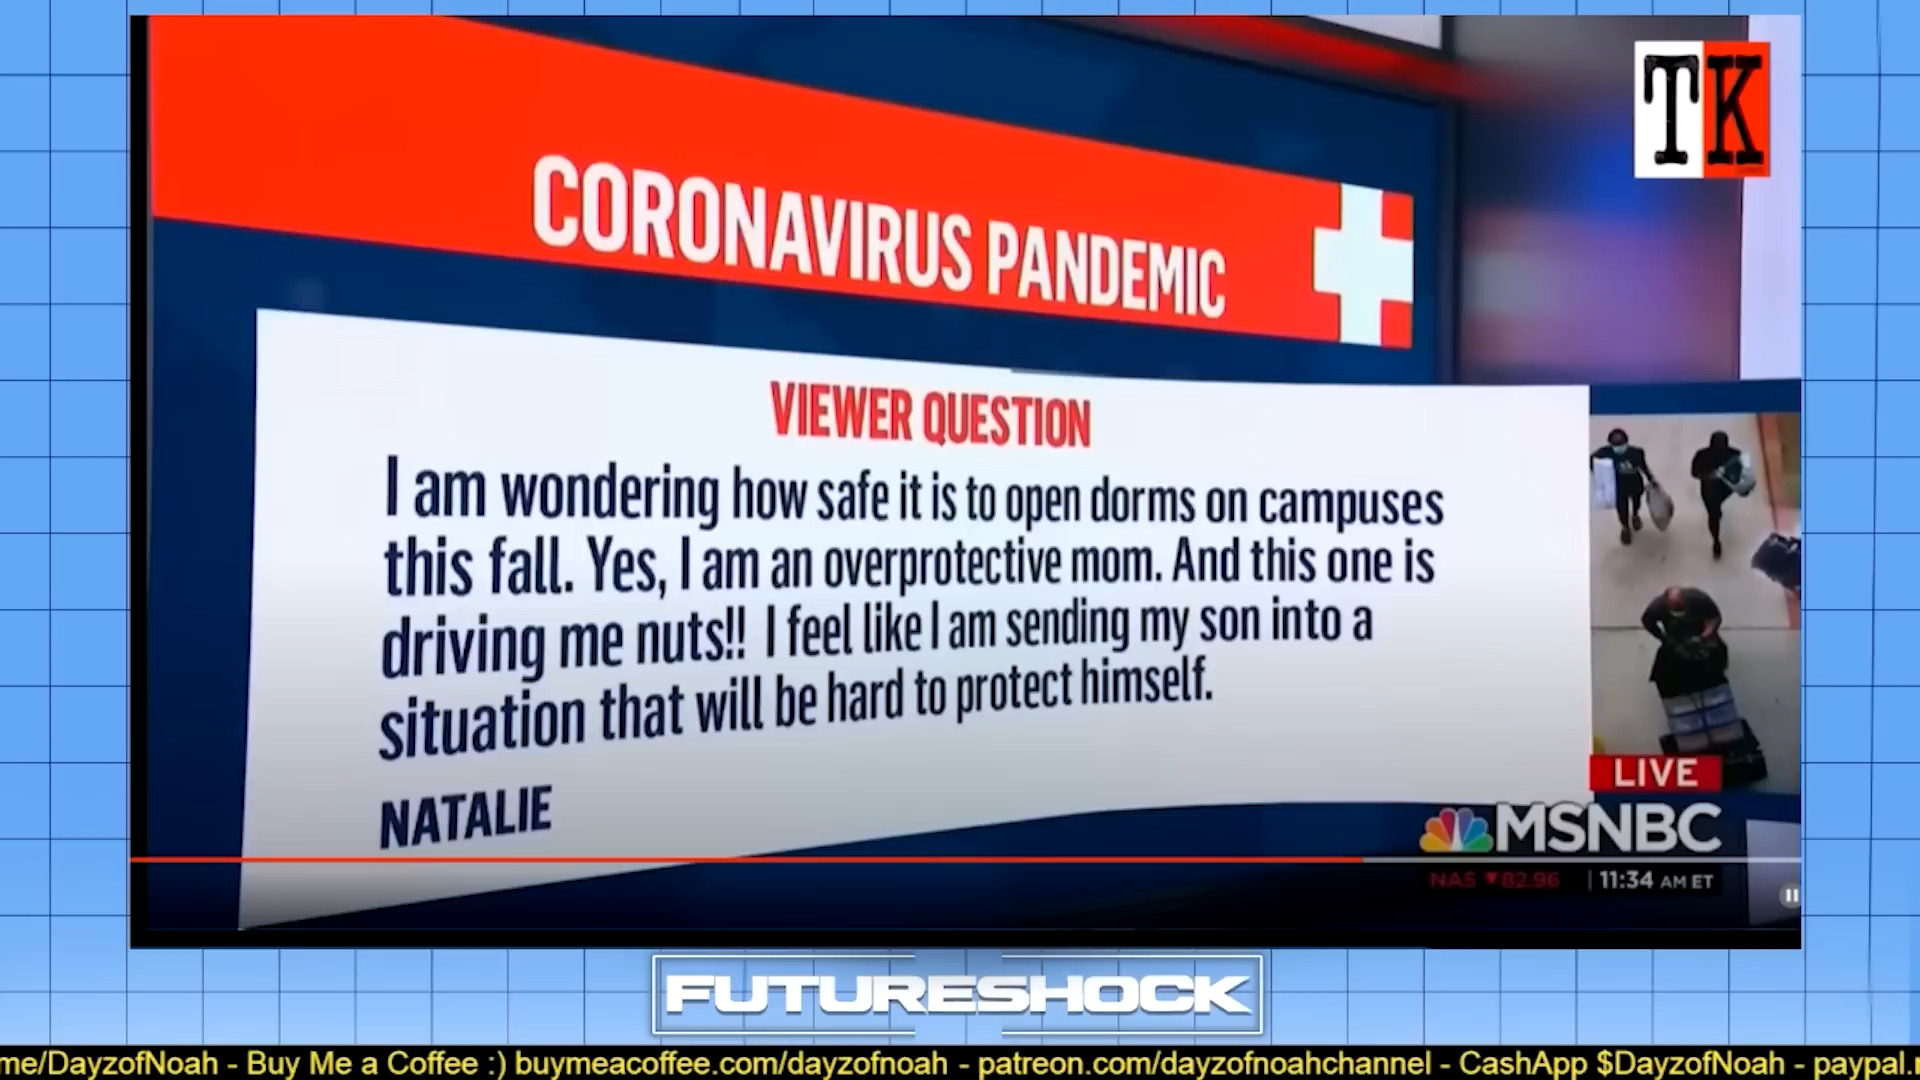 TK
CORONAVIRUS PANDEMIC
VIEWER QUESTION
I am wondering how safe it is to open dorms on campuses
this fall. Yes, I am an overprotective mom. And this one is
driving me nuts!! I feel like I am sending my son into a
situation that will be hard to protect himself.
NATALIE
LIVE
MSNBC
NAS ▼82.96 | 11:34 AM ET
FUTURESHOCK
me/DayzofNoah - Buy Me a Coffee :) buymeacoffee.com/dayzofnoah - patreon.com/dayzofnoahchannel - CashApp $DayzofNoah - paypal.